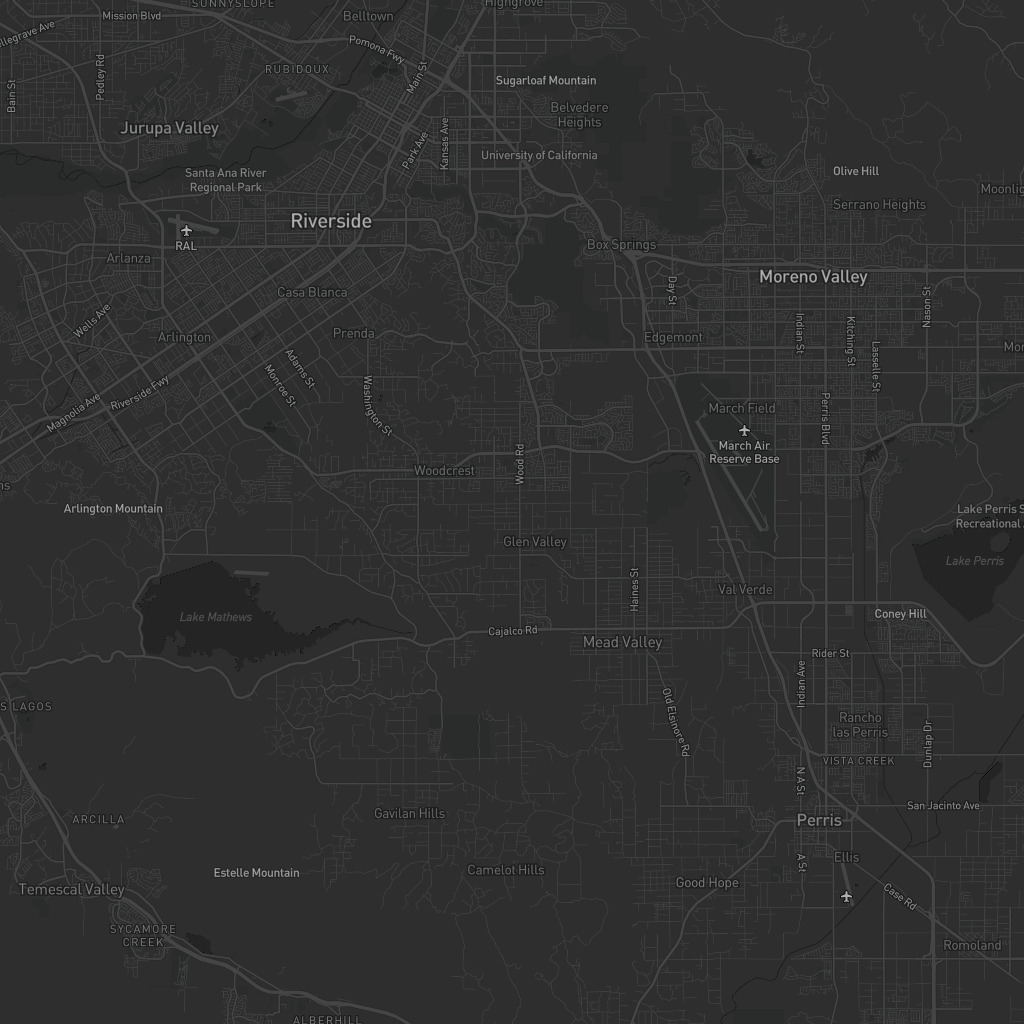 SUNNYSLOPE
Highgrove
Mission Blvd
Belltown
Pomona Fwy
Pedley Rd
Bain St
RUBIDOUX
Main St
Sugarloaf Mountain
Belvedere
Heights
Jurupa Valley
Park Ave
Kansas Ave
University of California
Santa Ana River
Regional Park
Olive Hill
Serrano Heights
Riverside
RAL
Arlanza
Box Springs
Moreno Valley
Casa Blanca
Day St
Nason St
Wells Ave
Arlington
Prenda
Edgemont
Indian St
Kitching St
Lasselle St
Adams St
Monroe St
Washington St
Magnolia Ave
Riverside Fwy
March Field
Perris Blvd
March Air
Reserve Base
Wood Rd
Woodcrest
Arlington Mountain
Lake Perris S
Recreational
Glen Valley
Lake Perris
Haines St
Val Verde
Lake Mathews
Coney Hill
Cajalco Rd
Mead Valley
Rider St
Indian Ave
Old Elsinore Rd
S LAGOS
Rancho
las Perris
Dunlap Dr
VISTA CREEK
N A St
San Jacinto Ave
Gavilan Hills
ARCILLA
Perris
Ellis
A St
Estelle Mountain
Camelot Hills
Good Hope
Case Rd
Temescal Valley
SYCAMORE
CREEK
Romoland
ALBERHILL